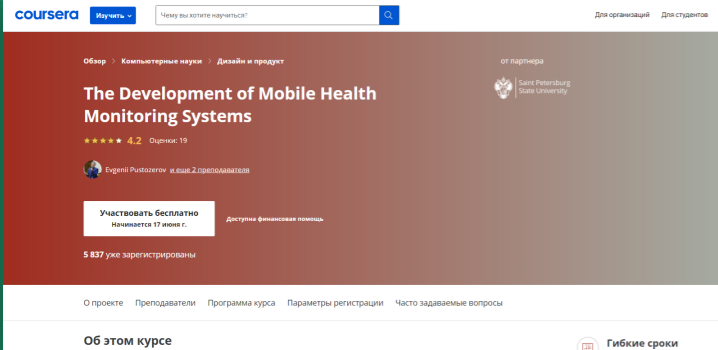 coursera
Изучить
Чему вы хотите научиться?
Для организаций Для студентов
Обзор > Компьютерные науки > Дизайн и продукт
от партнера
Saint Petersburg
State University
The Development of Mobile Health
Monitoring Systems
4.2 Оценки: 19
Evgenii Pustozerov и еще 2 преподавателя
Участвовать бесплатно
Начинается 17 июня г.
Доступна финансовая помощь
5 837 уже зарегистрированы
О проекте Преподаватели Программа курса Параметры регистрации Часто задаваемые вопросы
Об этом курсе
Гибкие сроки